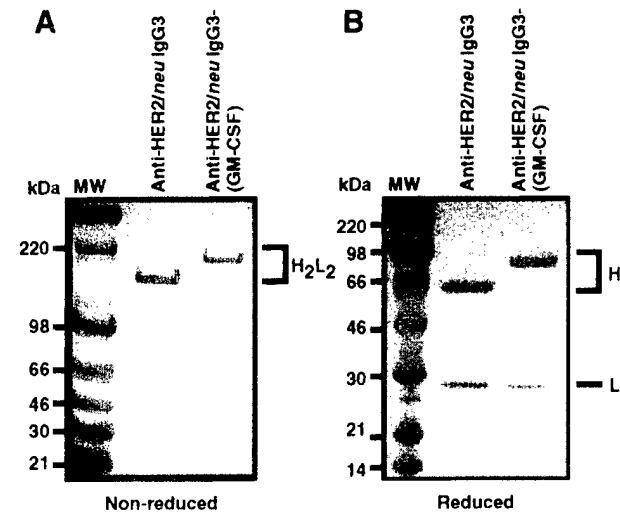 A
Anti-HER2/neu IgG3
Anti-HER2/neu IgG3-
(GM-CSF)
kDa
MW
220
98
66
46
30
21
H2L2
Non-reduced
B
Anti-HER2/neu IgG3
Anti-HER2/neu IgG3-
(GM-CSF)
kDa
MW
220
98
66
46
30
21
14
H
L
Reduced